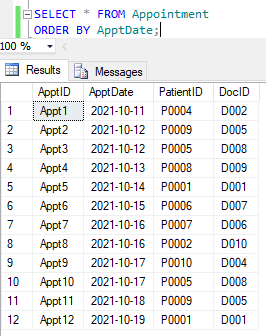 SELECT * FROM Appointment
ORDER BY ApptDate;
100 %
Results Messages
ApptID ApptDate PatientID DocID
1 Appt1 2021-10-11 P0004 D002
2 Appt2 2021-10-12 P0009 D005
3 Appt3 2021-10-12 P0005 D008
4 Appt4 2021-10-13 P0008 D009
5 Appt5 2021-10-14 P0001 D001
6 Appt6 2021-10-15 P0006 D007
7 Appt7 2021-10-16 P0007 D006
8 Appt8 2021-10-16 P0002 D010
9 Appt9 2021-10-17 P0010 D004
10 Appt10 2021-10-17 P0005 D008
11 Appt11 2021-10-18 P0009 D005
12 Appt12 2021-10-19 P0001 D001